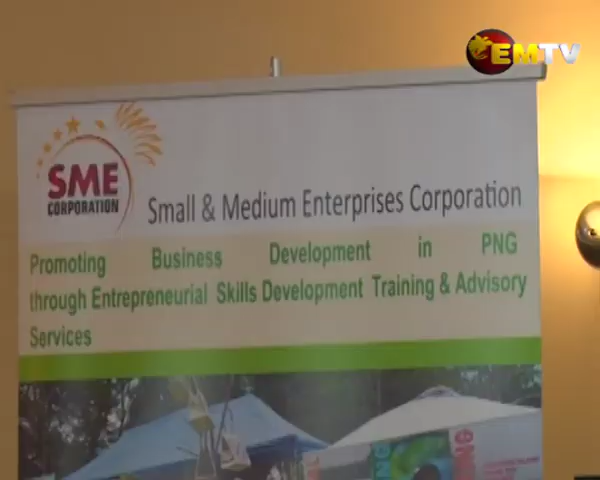 EMTV
SME
CORPORATION
Small & Medium Enterprises Corporation
Promoting Business Development in PNG
through Entrepreneurial Skills Development Training & Advisory
Services